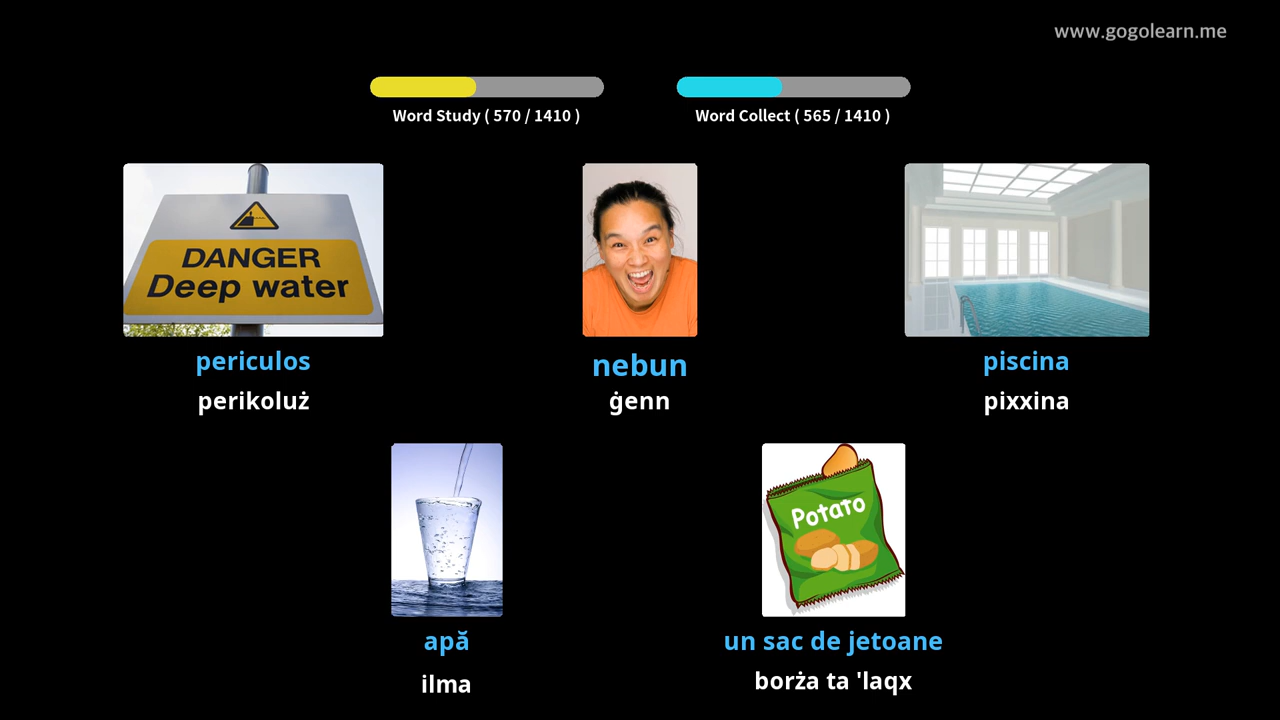 www.gogolearn.me
Word Study ( 570 / 1410 )
Word Collect ( 565 / 1410 )
DANGER
Deep water
periculos
perikoluż
nebun
ġenn
piscina
pixxina
Potato
apă
ilma
un sac de jetoane
borża ta 'laqx